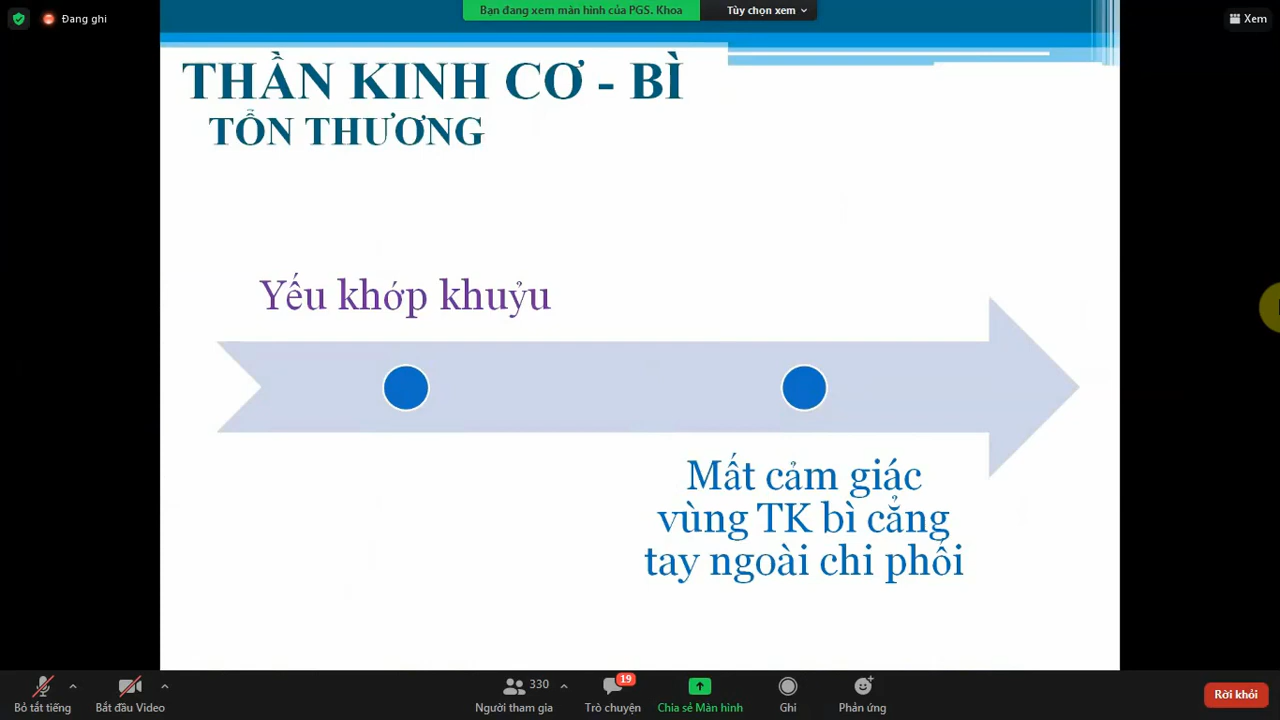 Đang ghi
Bạn đang xem màn hình của PGS. Khoa
Tùy chọn xem
Xem
THẦN KINH CƠ - BÌ
TỔN THƯƠNG
Yếu khớp khuỷu
Mất cảm giác
vùng TK bì cẳng
tay ngoài chi phối
Bỏ tắt tiếng
Bắt đầu Video
330
Người tham gia
19
Trò chuyện
Chia sẻ Màn hình
Ghi
Phản ứng
Rời khỏi